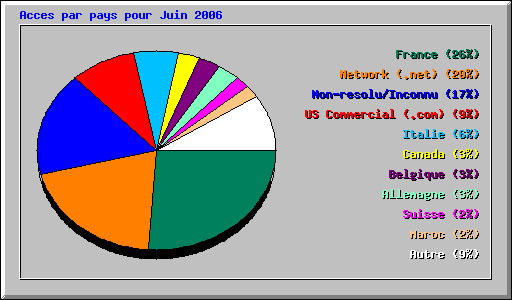 Acces par pays pour Juin 2006
France (26%)
Network (.net) (20%)
Non-resolu/Inconnu (17%)
US Commercial (.com) (9%)
Italie (6%)
Canada (3%)
Belgique (3%)
Allemagne (3%)
Suisse (2%)
Maroc (2%)
Autre (9%)